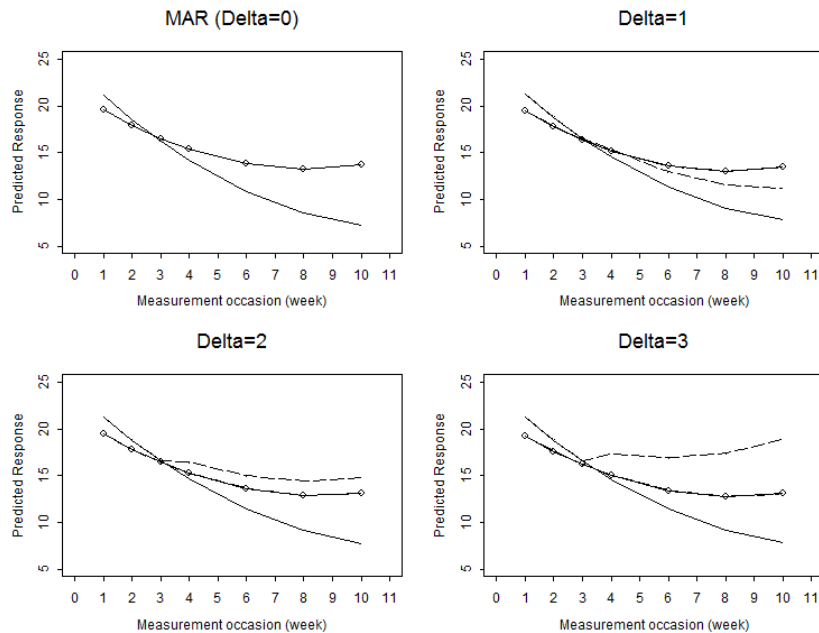 MAR (Delta=0)
25
20
15
10
5
Predicted Response
0 1 2 3 4 5 6 7 8 9 10 11
Measurement occasion (week)
Delta=1
25
20
15
10
5
Predicted Response
0 1 2 3 4 5 6 7 8 9 10 11
Measurement occasion (week)
Delta=2
25
20
15
10
5
Predicted Response
0 1 2 3 4 5 6 7 8 9 10 11
Measurement occasion (week)
Delta=3
25
20
15
10
5
Predicted Response
0 1 2 3 4 5 6 7 8 9 10 11
Measurement occasion (week)